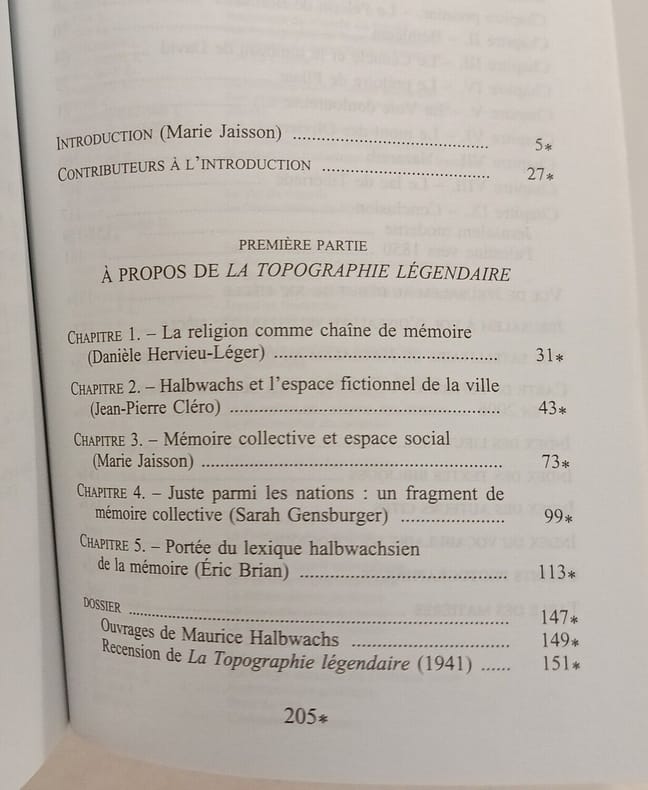 INTRODUCTION (Marie Jaisson) ........................................ 5*
CONTRIBUTEURS À L'INTRODUCTION .................................. 27*
PREMIÈRE PARTIE
À PROPOS DE LA TOPOGRAPHIE LÉGENDAIRE
CHAPITRE 1. – La religion comme chaîne de mémoire
(Danièle Hervieu-Léger) ............................................. 31*
CHAPITRE 2. – Halbwachs et l'espace fictionnel de la ville
(Jean-Pierre Cléro) ..................................................... 43*
CHAPITRE 3. – Mémoire collective et espace social
(Marie Jaisson) ........................................................... 73*
CHAPITRE 4. – Juste parmi les nations : un fragment de
mémoire collective (Sarah Gensburger) .................... 99*
CHAPITRE 5. – Portée du lexique halbwachsien
de la mémoire (Éric Brian) ......................................... 113*
DOSSIER ........................................................................ 147*
Ouvrages de Maurice Halbwachs ............................... 149*
Recension de La Topographie légendaire (1941) ...... 151*
205*